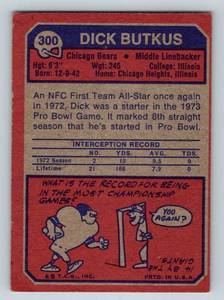 300
DICK BUTKUS
Chicago Bears • Middle Linebacker
Hgt: 6'3" Wgt: 245 College: Illinois
Born: 12-9-42 Home: Chicago Heights, Illinois
An NFC First Team All-Star once again
in 1972, Dick was a starter in the 1973
Pro Bowl Game. It marked 8th straight
season that he's started in Pro Bowl.
INTERCEPTION RECORD
No. Yards Avg.
1972 Season 2 19 9.5
Lifetime 21 166 7.9
WHAT IS THE RECORD FOR BEING
IN THE MOST CHAMPIONSHIP
GAMES?
YOU
AGAIN?
© T.C.G., INC.
PRTD. IN U.S.A.